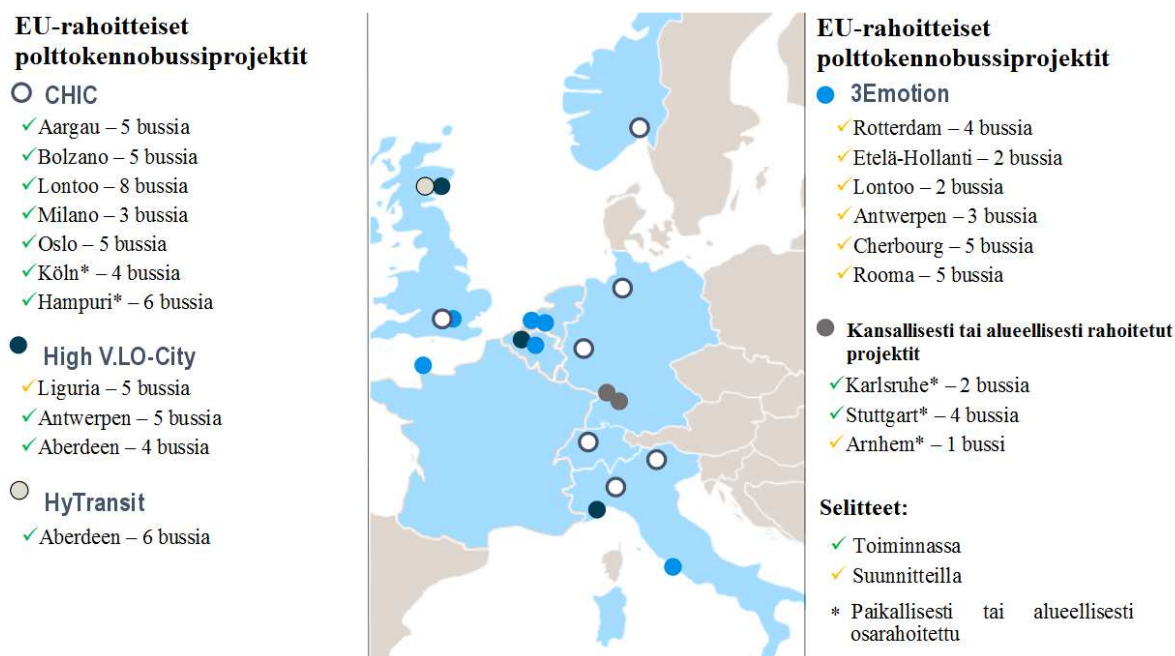 EU-rahoitteiset
polttokennobussiprojektit
CHIC
✓Aargau – 5 bussia
✓Bolzano – 5 bussia
✓Lontoo – 8 bussia
✓Milano – 3 bussia
✓Oslo – 5 bussia
✓Köln* – 4 bussia
✓Hampuri* – 6 bussia
High V.LO-City
✓Liguria – 5 bussia
✓Antwerpen – 5 bussia
✓Aberdeen – 4 bussia
HyTransit
✓Aberdeen – 6 bussia
EU-rahoitteiset
polttokennobussiprojektit
3Emotion
✓Rotterdam – 4 bussia
✓Etelä-Hollanti – 2 bussia
✓Lontoo – 2 bussia
✓Antwerpen – 3 bussia
✓Cherbourg – 5 bussia
✓Rooma – 5 bussia
Kansallisesti tai alueellisesti rahoitetut
projektit
✓Karlsruhe* – 2 bussia
✓Stuttgart* – 4 bussia
✓Arnhem* – 1 bussi
Selitteet:
✓ Toiminnassa
✓ Suunnitteilla
* Paikallisesti tai alueellisesti
osarahoitettu